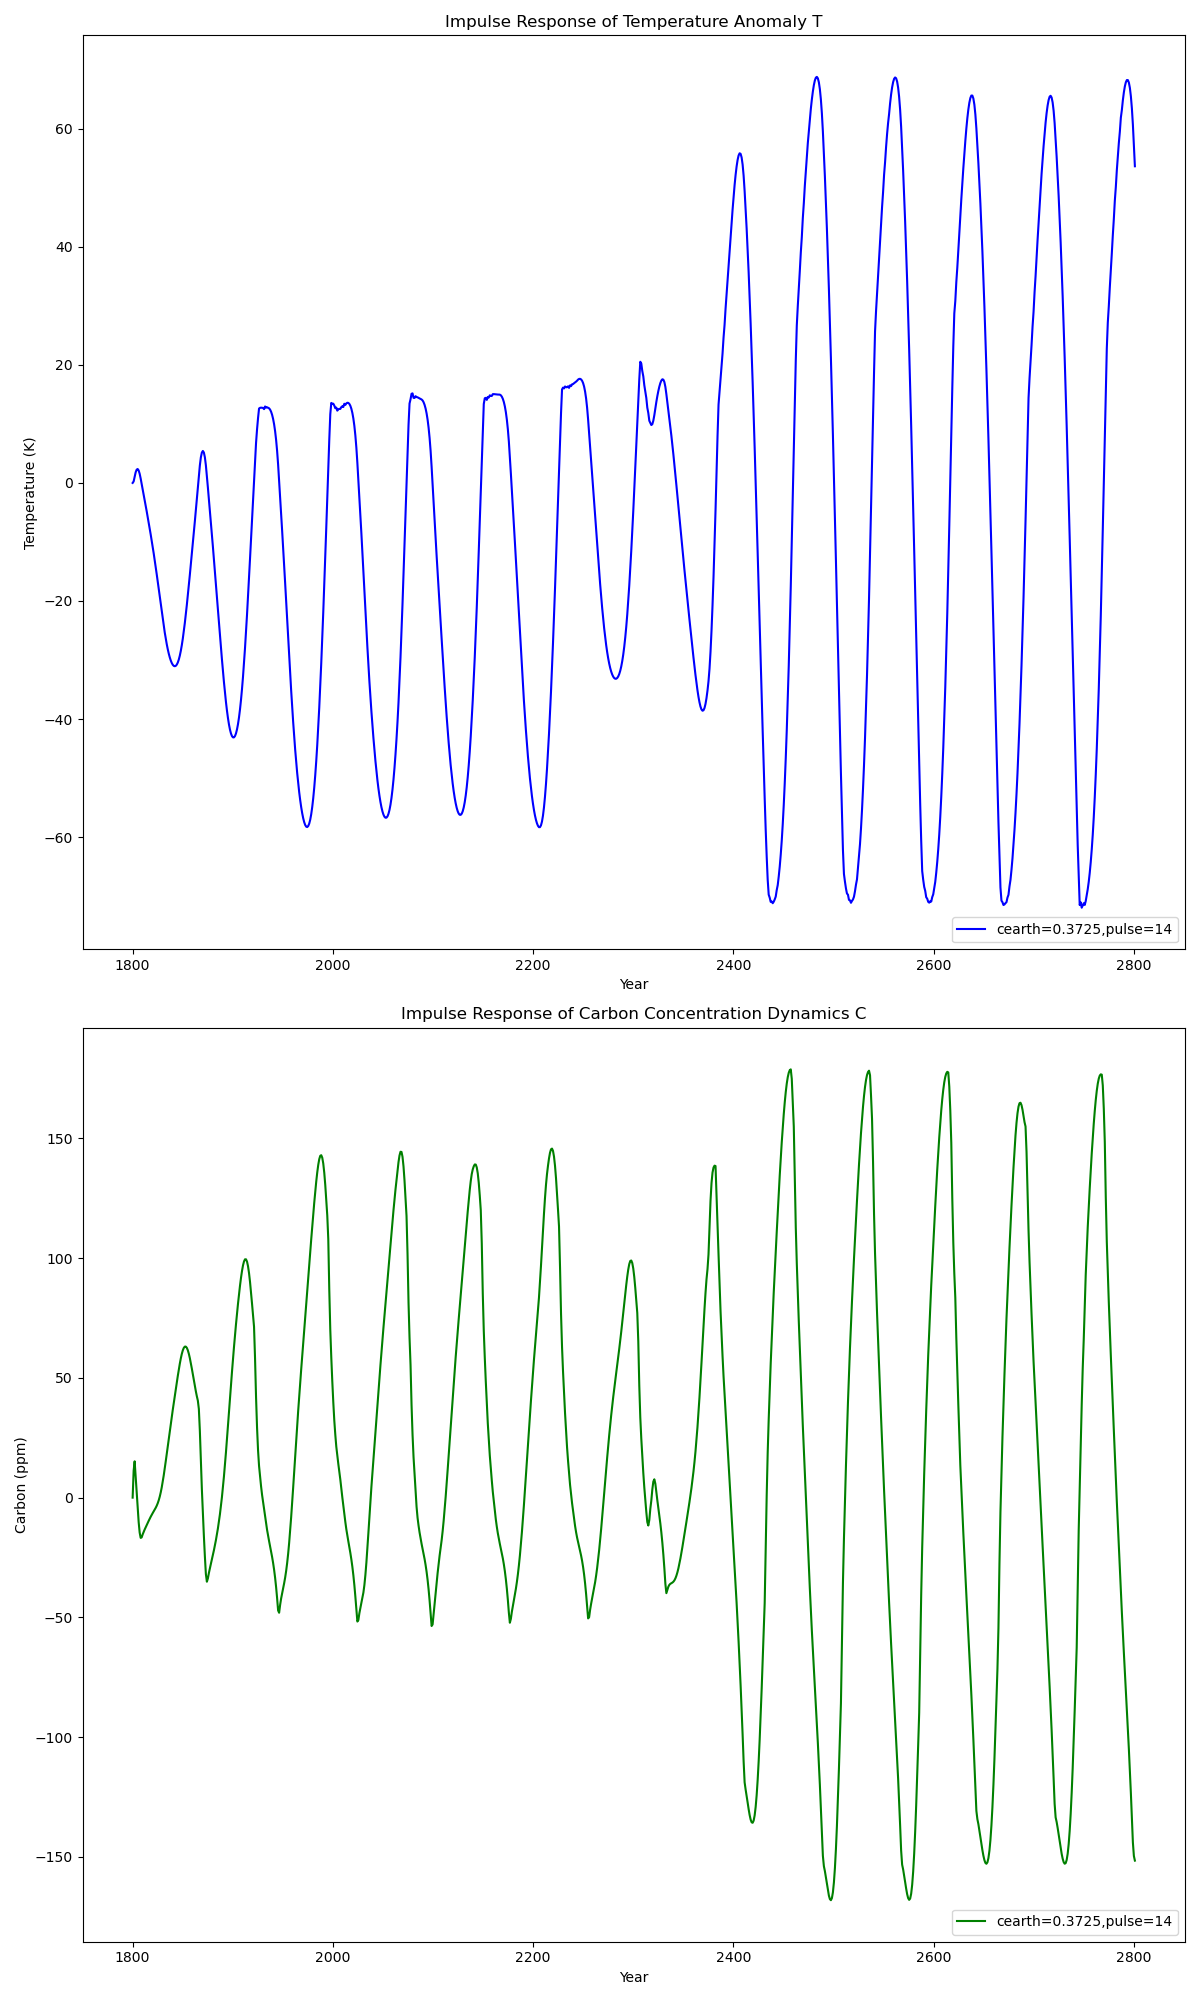 Impulse Response of Temperature Anomaly T
Temperature (K)
60
40
20
0
−20
−40
−60
cearth=0.3725,pulse=14
1800 2000 2200 2400 2600 2800
Year
Impulse Response of Carbon Concentration Dynamics C
Carbon (ppm)
150
100
50
0
−50
−100
−150
cearth=0.3725,pulse=14
1800 2000 2200 2400 2600 2800
Year